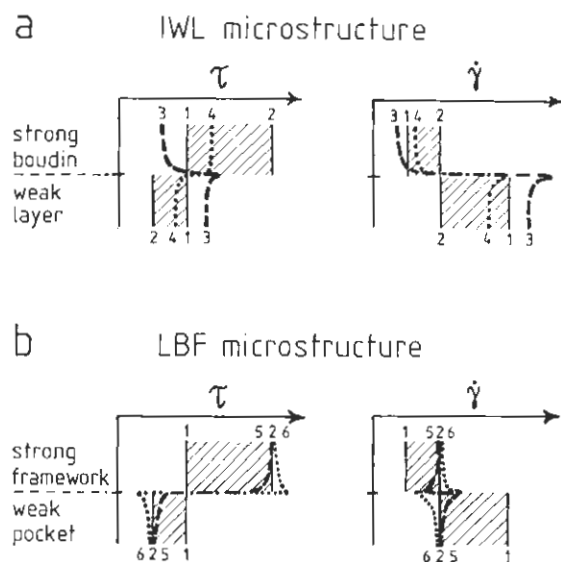 a IWL microstructure
τ γ̇
3 1 4 2 3 1 4 2
strong
boudin
weak
layer
2 4 1 3 2 4 1 3
b LBF microstructure
τ γ̇
1 5 2 6 1 5 2 6
strong
framework
weak
pocket
6 2 5 1 6 2 5 1